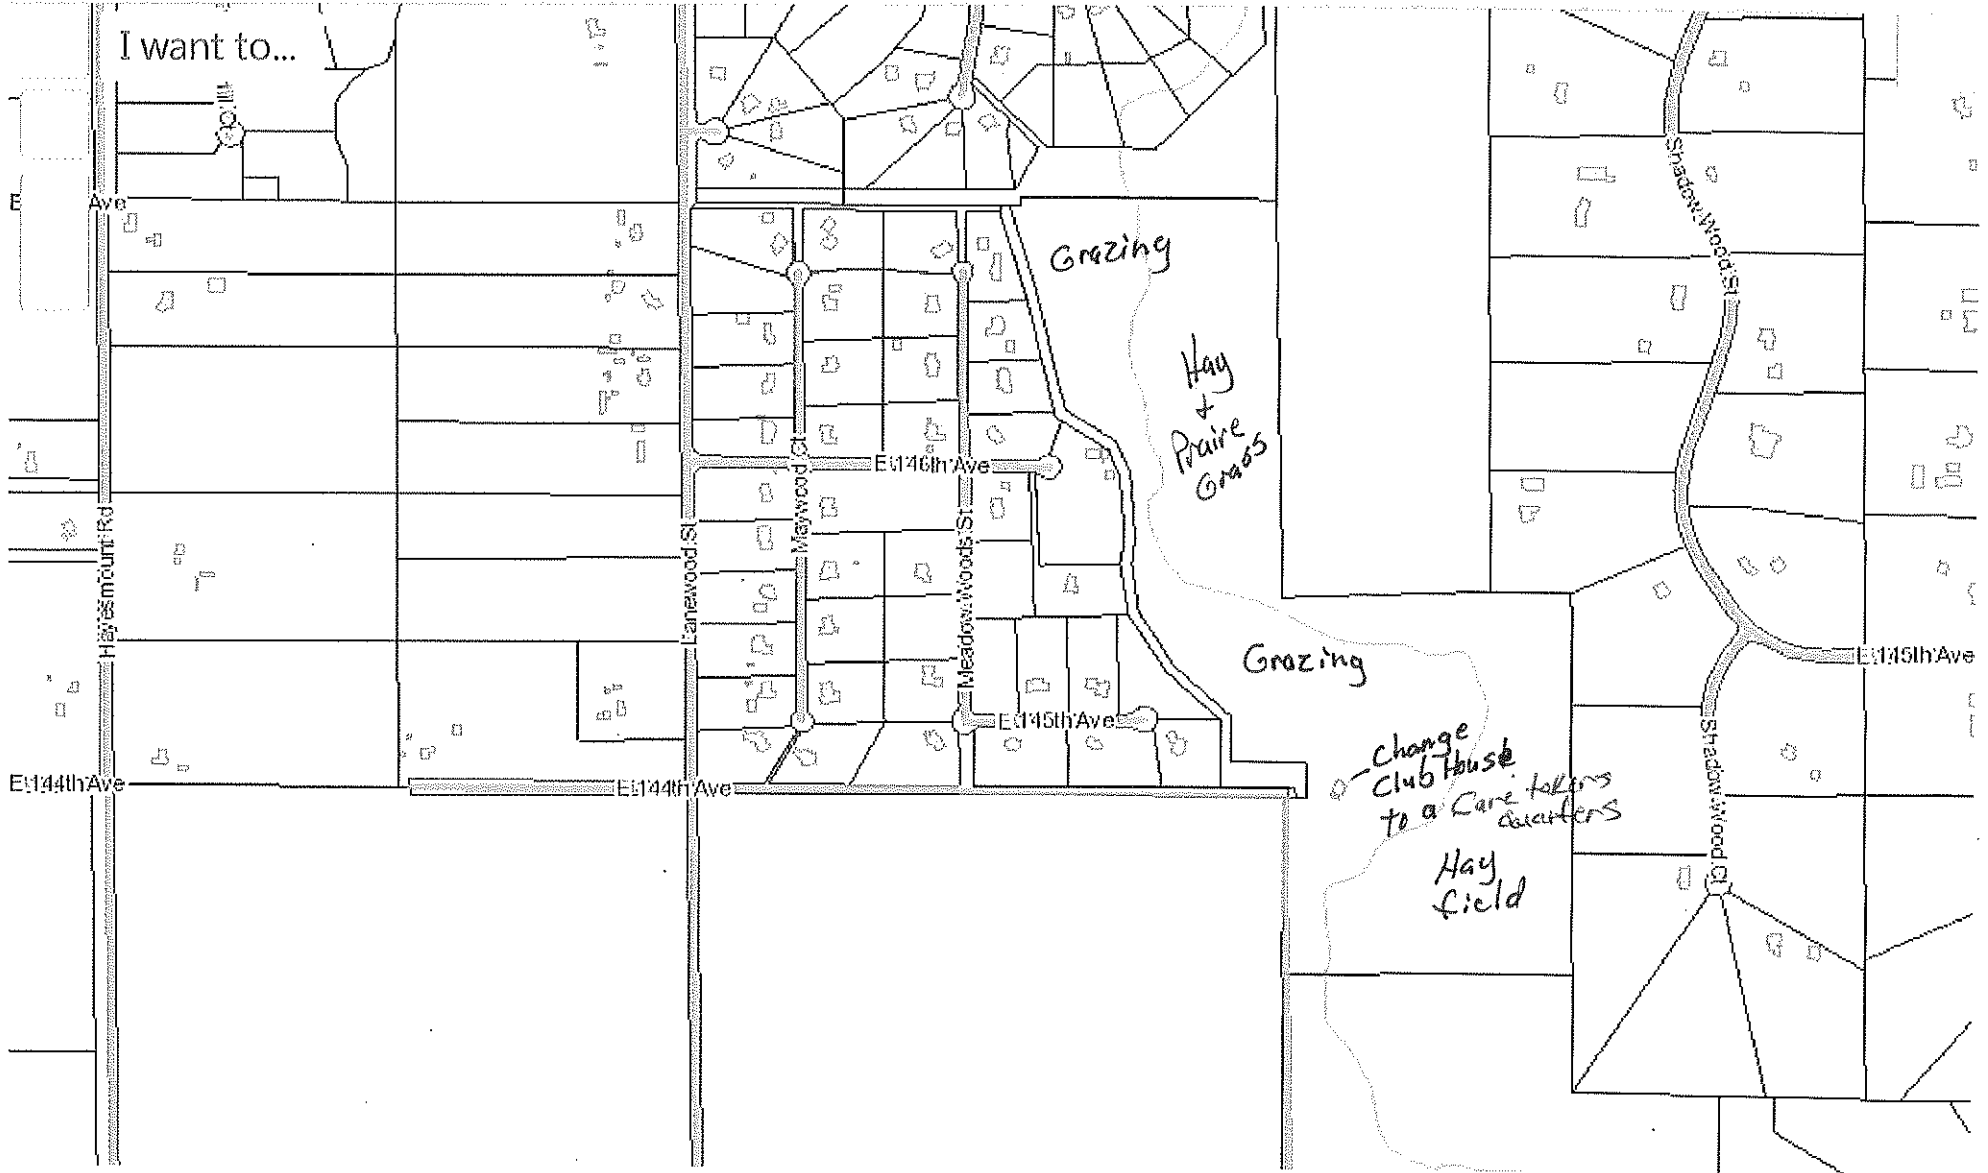 I want to...
Ct
E
Ave
Grazing
Hay
+
Praire
Grass
Shadow Wood St
E 146th Ave
Maywood Ct
Meadow Woods St
Lanewood St
Hayesmount Rd
Grazing
E 145th Ave
E 145th Ave
Change
Club House
to a Care takers
Quarters
E 144th Ave
E 144th Ave
Shadow Wood Ct
Hay
field